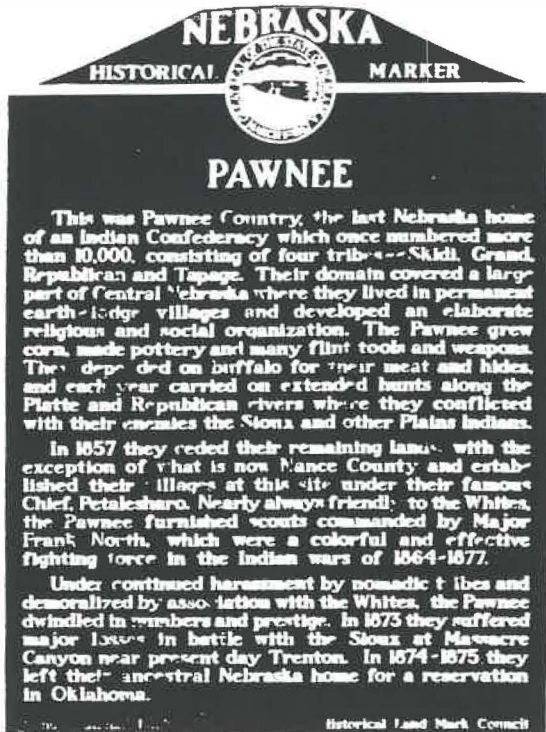 NEBRASKA
HISTORICAL MARKER
PAWNEE
This was Pawnee Country, the last Nebraska home
of an Indian Confederacy which once numbered more
than 10,000, consisting of four tribes--Skidi, Grand,
Republican and Tapage. Their domain covered a large
part of Central Nebraska where they lived in permanent
earth-lodge villages and developed an elaborate
religious and social organization. The Pawnee grew
corn, made pottery and many flint tools and weapons.
They depended on buffalo for their meat and hides,
and each year carried on extended hunts along the
Platte and Republican rivers where they conflicted
with their enemies the Sioux and other Plains Indians.
In 1857 they ceded their remaining lands, with the
exception of what is now Nance County and estab-
lished their villages at this site under their famous
Chief, Petalesharo. Nearly always friendly to the Whites,
the Pawnee furnished scouts commanded by Major
Frank North, which were a colorful and effective
fighting force in the Indian wars of 1864-1877.
Under continued harassment by nomadic tribes and
demoralized by association with the Whites, the Pawnee
dwindled in numbers and prestige. In 1873 they suffered
major losses in battle with the Sioux at Massacre
Canyon near present day Trenton. In 1874-1875 they
left their ancestral Nebraska home for a reservation
in Oklahoma.
Historical Land Mark Council